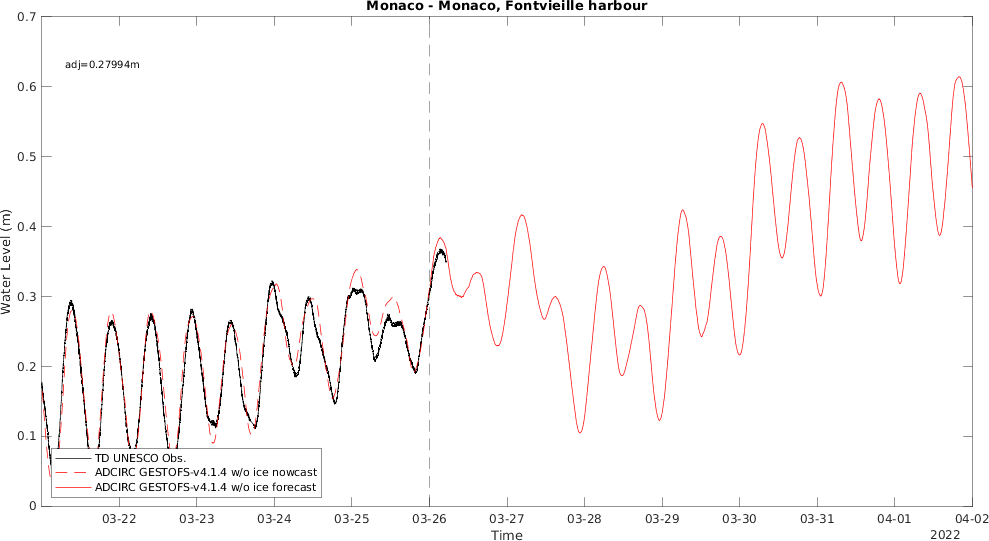 Monaco - Monaco, Fontvieille harbour
0.7
0.6
0.5
0.4
0.3
0.2
0.1
0
Water Level (m)
adj=0.27994m
TD UNESCO Obs.
ADCIRC GESTOFS-v4.1.4 w/o ice nowcast
ADCIRC GESTOFS-v4.1.4 w/o ice forecast
03-22 03-23 03-24 03-25 03-26 03-27 03-28 03-29 03-30 03-31 04-01 04-02
Time
2022